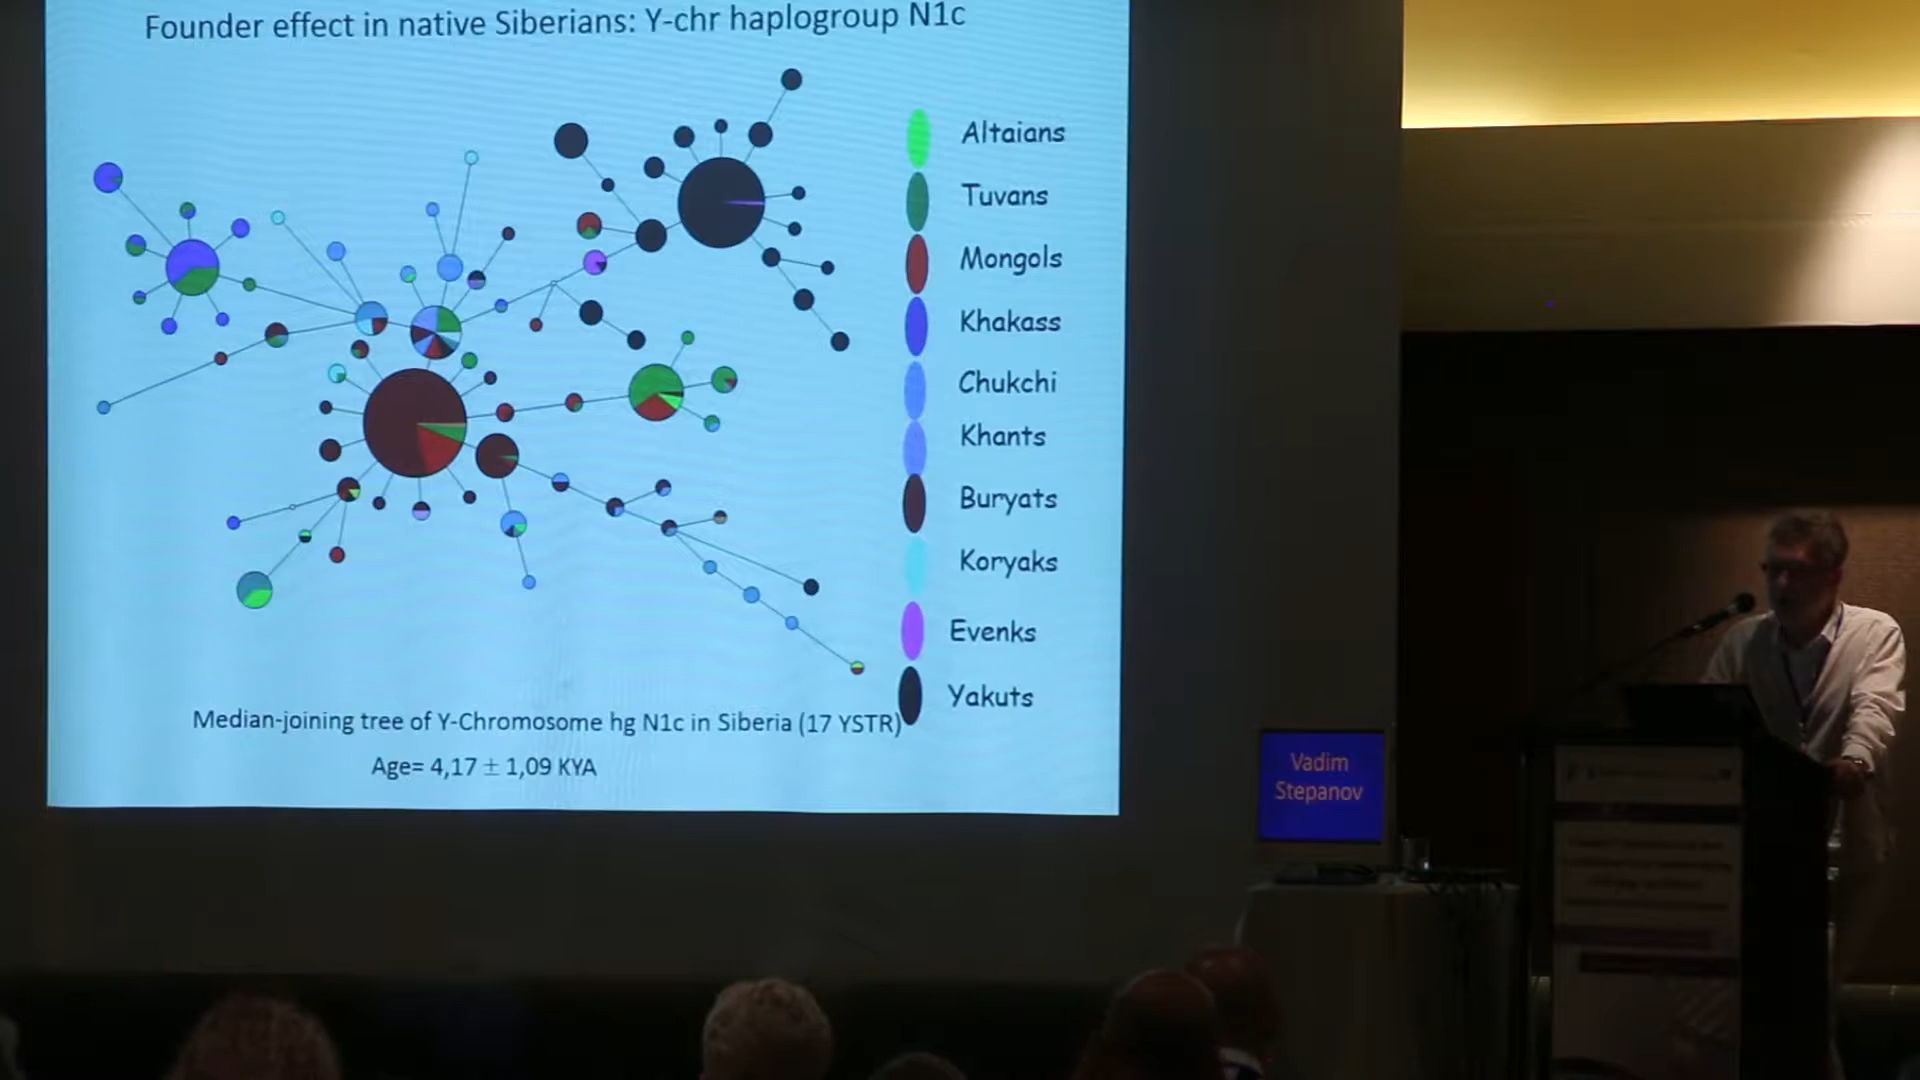 Founder effect in native Siberians: Y-chr haplogroup N1c
Altaians
Tuvans
Mongols
Khakass
Chukchi
Khants
Buryats
Koryaks
Evenks
Yakuts
Median-joining tree of Y-Chromosome hg N1c in Siberia (17 YSTR)
Age= 4,17 ± 1,09 KYA
Vadim
Stepanov